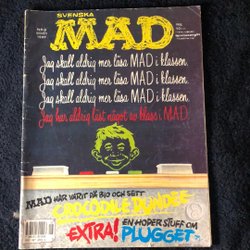 SVENSKA
MAD
Jag skall aldrig mer läsa MAD i klassen.
Jag skall aldrig mer läsa MAD i klassen.
Jag skall aldrig mer läsa MAD i klassen.
Jag har aldrig läst något av klass i MAD.
MAD HAR VARIT PÅ BIO OCH SETT
CROCODILE DUNDEE
EXTRA! EN HOPER STUFF OM
PLUGGET